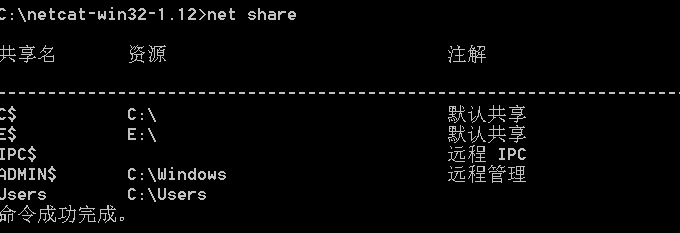 C:\netcat-win32-1.12>net share
共享名 资源 注解
-------------------------------------------------------------------------------
C$ C:\ 默认共享
E$ E:\ 默认共享
IPC$ 远程 IPC
ADMIN$ C:\Windows 远程管理
Users C:\Users
命令成功完成。